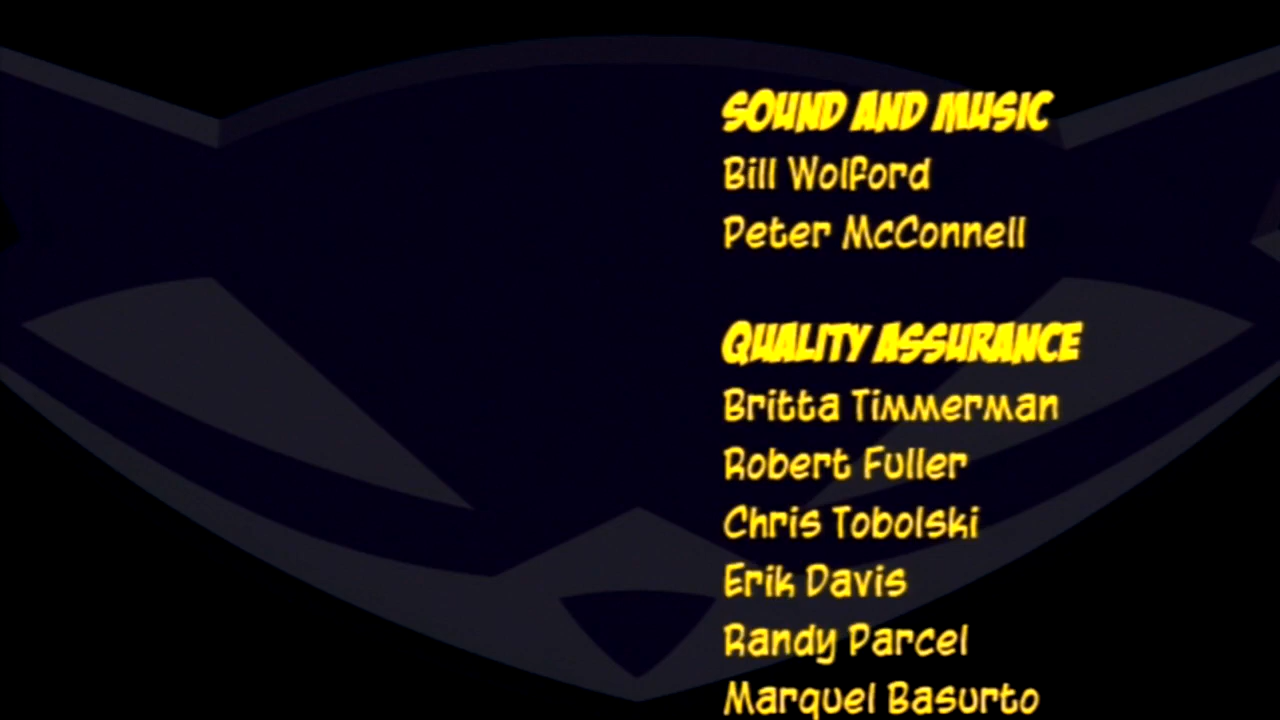 SOUND AND MUSIC
Bill Wolford
Peter McConnell
QUALITY ASSURANCE
Britta Timmerman
Robert Fuller
Chris Tobolski
Erik Davis
Randy Parcel
Marquel Basurto